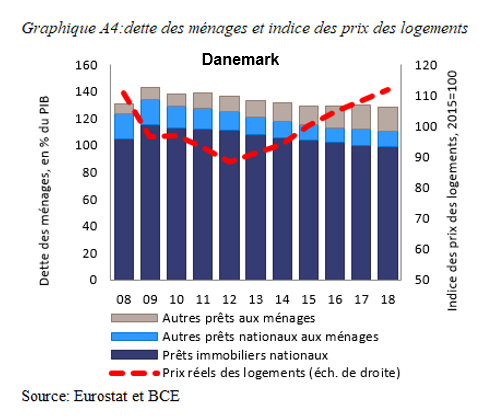 Graphique A4:dette des ménages et indice des prix des logements
Danemark
Dette des ménages, en % du PIB
160
140
120
100
80
60
40
20
0
120
110
100
90
80
70
60
50
Indice des prix des logements, 2015=100
08 09 10 11 12 13 14 15 16 17 18
Autres prêts aux ménages
Autres prêts nationaux aux ménages
Prêts immobiliers nationaux
Prix réels des logements (éch. de droite)
Source: Eurostat et BCE